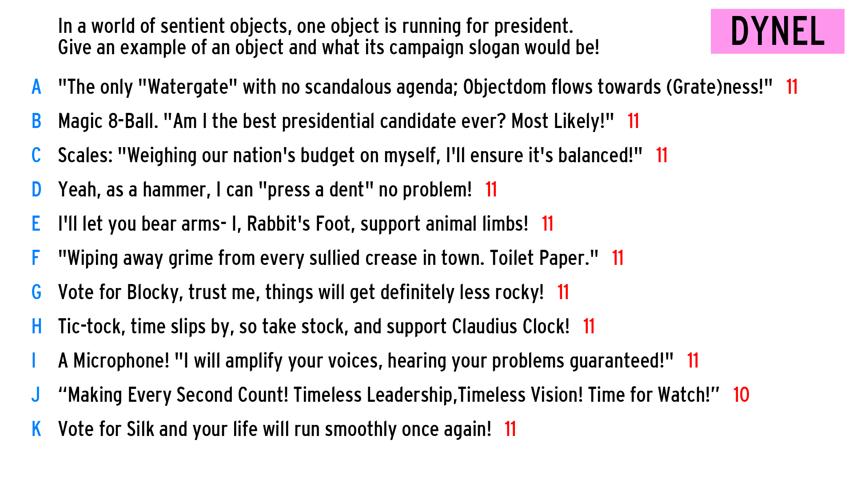 In a world of sentient objects, one object is running for president.
Give an example of an object and what its campaign slogan would be!
DYNEL
A "The only "Watergate" with no scandalous agenda; Objectdom flows towards (Grate)ness!" 11
B Magic 8-Ball. "Am I the best presidential candidate ever? Most Likely!" 11
C Scales: "Weighing our nation's budget on myself, I'll ensure it's balanced!" 11
D Yeah, as a hammer, I can "press a dent" no problem! 11
E I'll let you bear arms- I, Rabbit's Foot, support animal limbs! 11
F "Wiping away grime from every sullied crease in town. Toilet Paper." 11
G Vote for Blocky, trust me, things will get definitely less rocky! 11
H Tic-tock, time slips by, so take stock, and support Claudius Clock! 11
I A Microphone! "I will amplify your voices, hearing your problems guaranteed!" 11
J “Making Every Second Count! Timeless Leadership,Timeless Vision! Time for Watch!” 10
K Vote for Silk and your life will run smoothly once again! 11